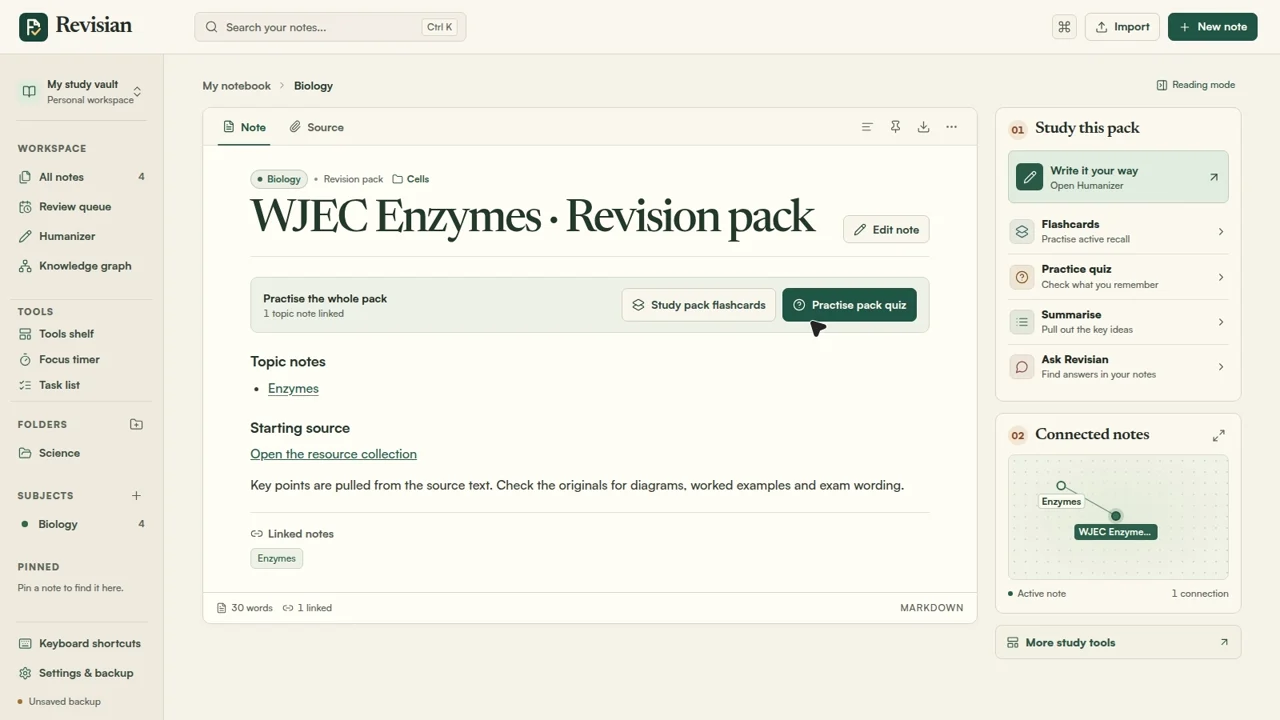 Revisian
Search your notes...
Ctrl K
Import
New note
My study vault
Personal workspace
WORKSPACE
All notes 4
Review queue
Humanizer
Knowledge graph
TOOLS
Tools shelf
Focus timer
Task list
FOLDERS
Science
SUBJECTS
Biology 4
PINNED
Pin a note to find it here.
Keyboard shortcuts
Settings & backup
Unsaved backup
My notebook > Biology
Reading mode
Note
Source
Biology • Revision pack Cells
WJEC Enzymes · Revision pack
Edit note
Practise the whole pack
1 topic note linked
Study pack flashcards
Practise pack quiz
Topic notes
• Enzymes
Starting source
Open the resource collection
Key points are pulled from the source text. Check the originals for diagrams, worked examples and exam wording.
Linked notes
Enzymes
30 words 1 linked
MARKDOWN
01 Study this pack
Write it your way
Open Humanizer
Flashcards
Practise active recall
Practice quiz
Check what you remember
Summarise
Pull out the key ideas
Ask Revisian
Find answers in your notes
02 Connected notes
Enzymes
WJEC Enzyme...
Active note 1 connection
More study tools